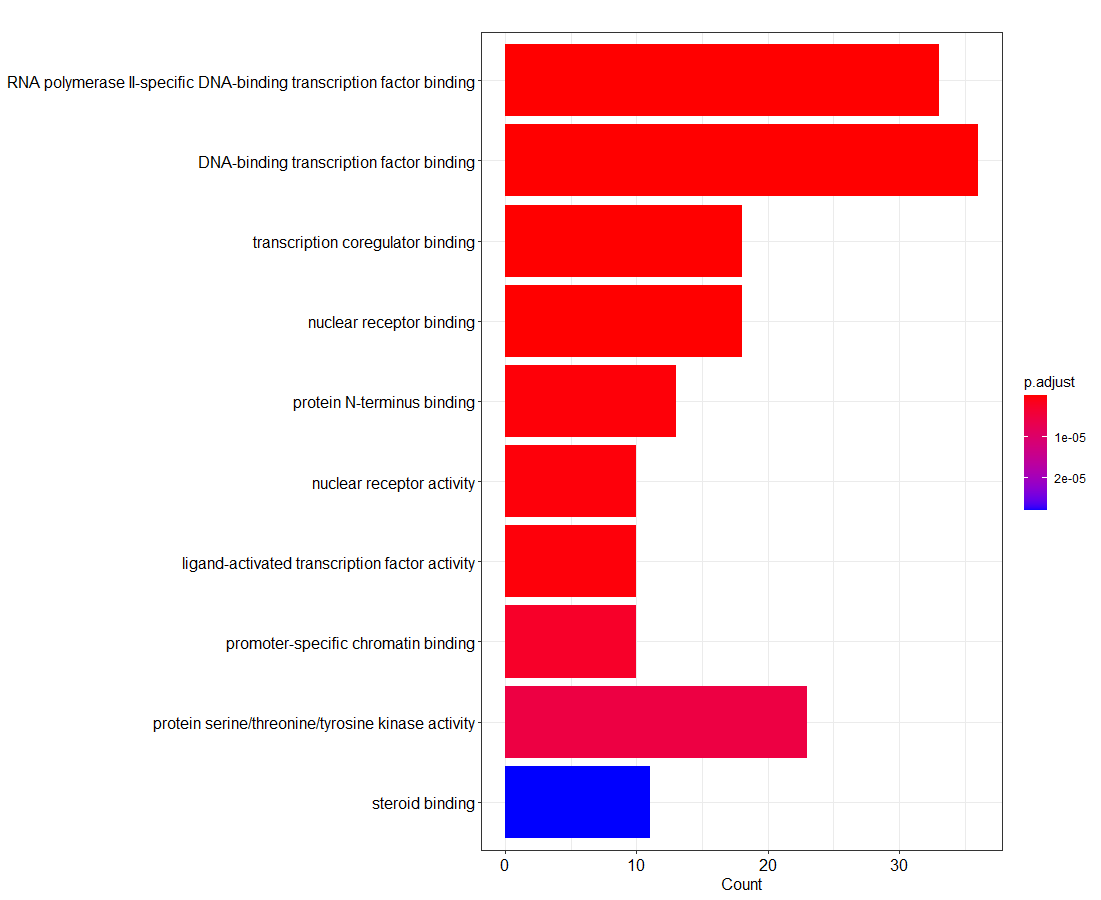 RNA polymerase II-specific DNA-binding transcription factor binding
DNA-binding transcription factor binding
transcription coregulator binding
nuclear receptor binding
protein N-terminus binding
nuclear receptor activity
ligand-activated transcription factor activity
promoter-specific chromatin binding
protein serine/threonine/tyrosine kinase activity
steroid binding
0 10 20 30
Count
p.adjust
1e-05
2e-05